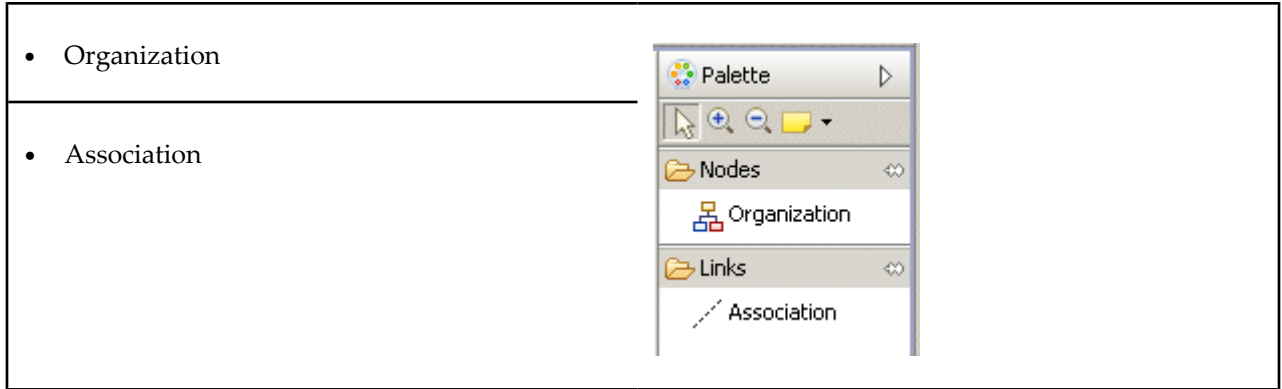 • Organization
• Association
Palette
Nodes
Organization
Links
Association